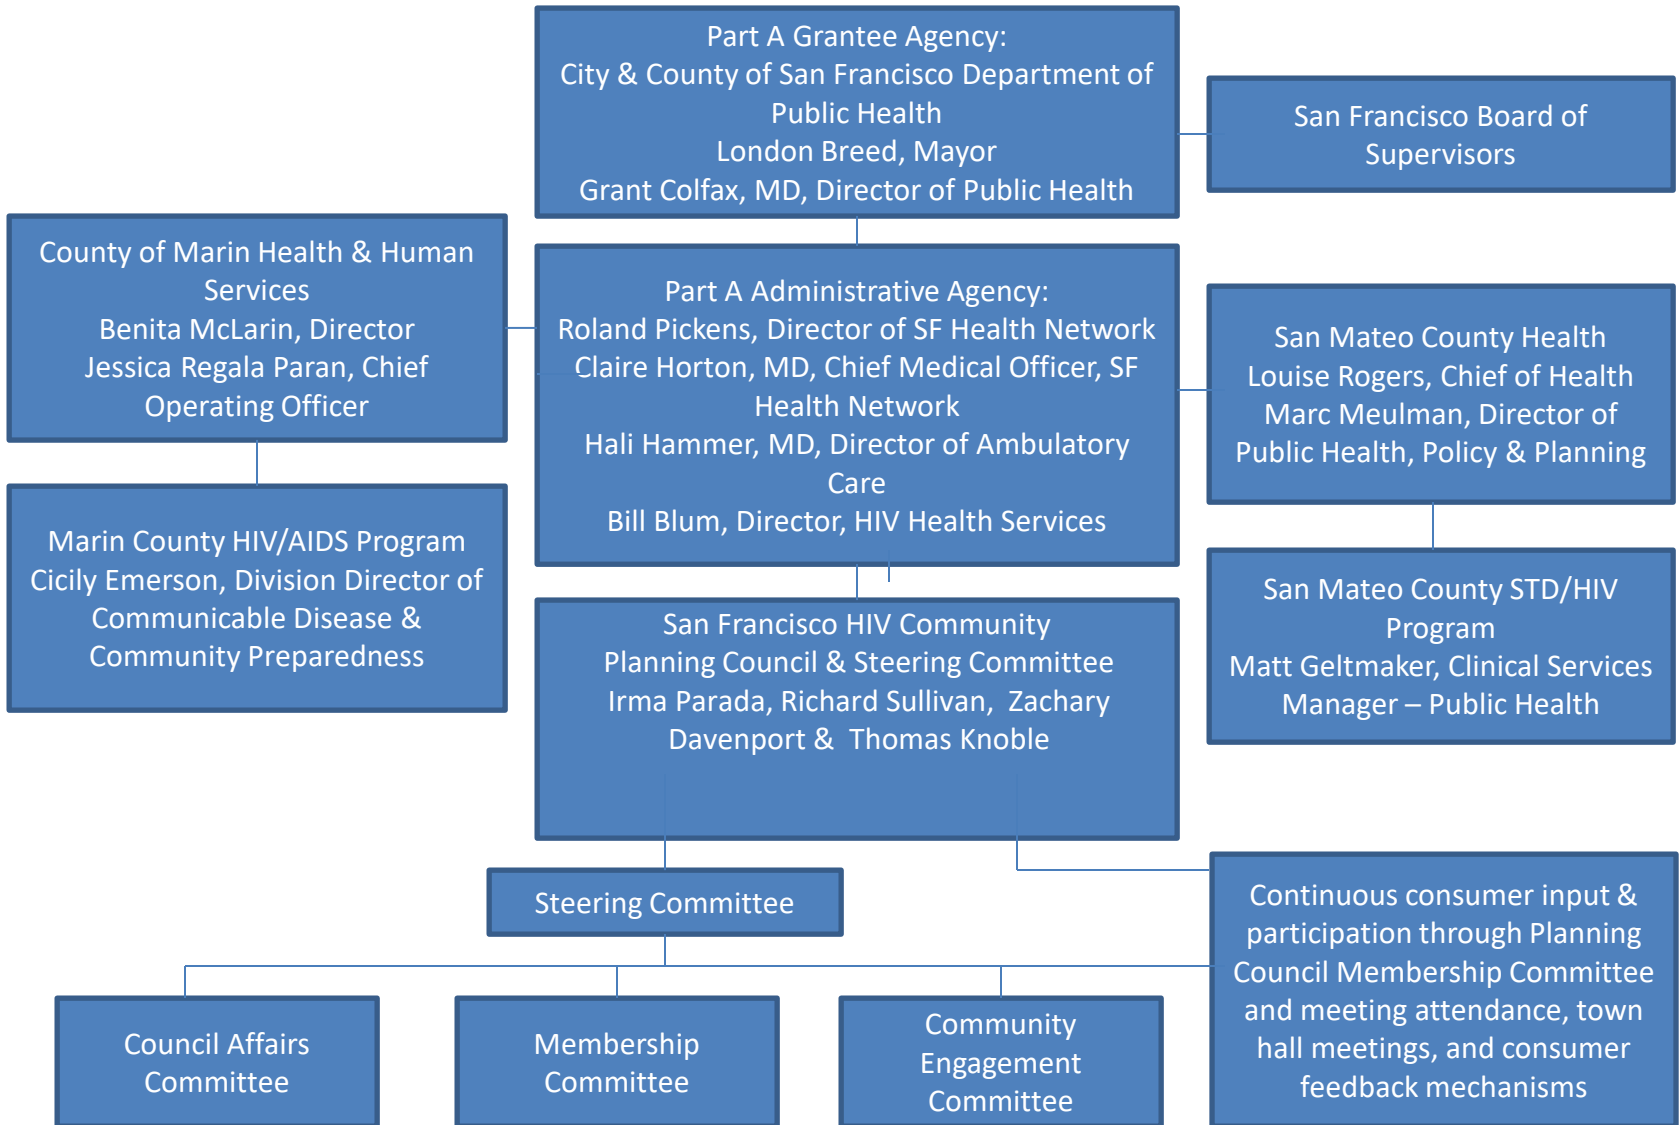 Part A Grantee Agency:
City & County of San Francisco Department of
Public Health
London Breed, Mayor
Grant Colfax, MD, Director of Public Health
San Francisco Board of
Supervisors
County of Marin Health & Human
Services
Benita McLarin, Director
Jessica Regala Paran, Chief
Operating Officer
Part A Administrative Agency:
Roland Pickens, Director of SF Health Network
Claire Horton, MD, Chief Medical Officer, SF
Health Network
Hali Hammer, MD, Director of Ambulatory
Care
Bill Blum, Director, HIV Health Services
San Mateo County Health
Louise Rogers, Chief of Health
Marc Meulman, Director of
Public Health, Policy & Planning
Marin County HIV/AIDS Program
Cicily Emerson, Division Director of
Communicable Disease &
Community Preparedness
San Francisco HIV Community
Planning Council & Steering Committee
Irma Parada, Richard Sullivan, Zachary
Davenport & Thomas Knoble
San Mateo County STD/HIV
Program
Matt Geltmaker, Clinical Services
Manager – Public Health
Steering Committee
Continuous consumer input &
participation through Planning
Council Membership Committee
and meeting attendance, town
hall meetings, and consumer
feedback mechanisms
Council Affairs
Committee
Membership
Committee
Community
Engagement
Committee